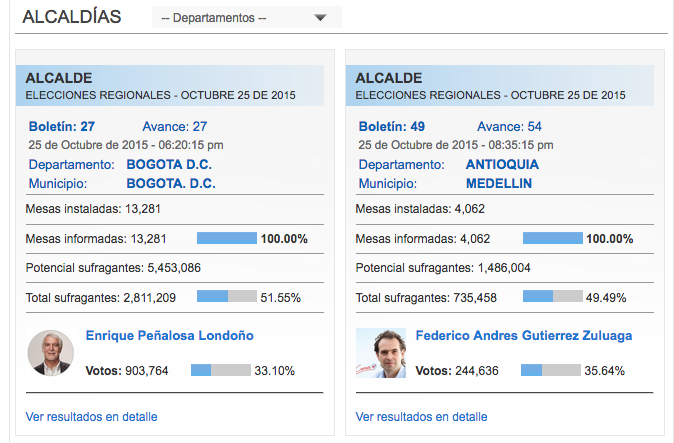 ALCALDÍAS
-- Departamentos --
ALCALDE
ELECCIONES REGIONALES - OCTUBRE 25 DE 2015
Boletín: 27 Avance: 27
25 de Octubre de 2015 - 06:20:15 pm
Departamento: BOGOTA D.C.
Municipio: BOGOTA. D.C.
Mesas instaladas: 13,281
Mesas informadas: 13,281 100.00%
Potencial sufragantes: 5,453,086
Total sufragantes: 2,811,209 51.55%
Enrique Peñalosa Londoño
Votos: 903,764 33.10%
Ver resultados en detalle
ALCALDE
ELECCIONES REGIONALES - OCTUBRE 25 DE 2015
Boletín: 49 Avance: 54
25 de Octubre de 2015 - 08:35:15 pm
Departamento: ANTIOQUIA
Municipio: MEDELLIN
Mesas instaladas: 4,062
Mesas informadas: 4,062 100.00%
Potencial sufragantes: 1,486,004
Total sufragantes: 735,458 49.49%
Federico Andres Gutierrez Zuluaga
Votos: 244,636 35.64%
Ver resultados en detalle